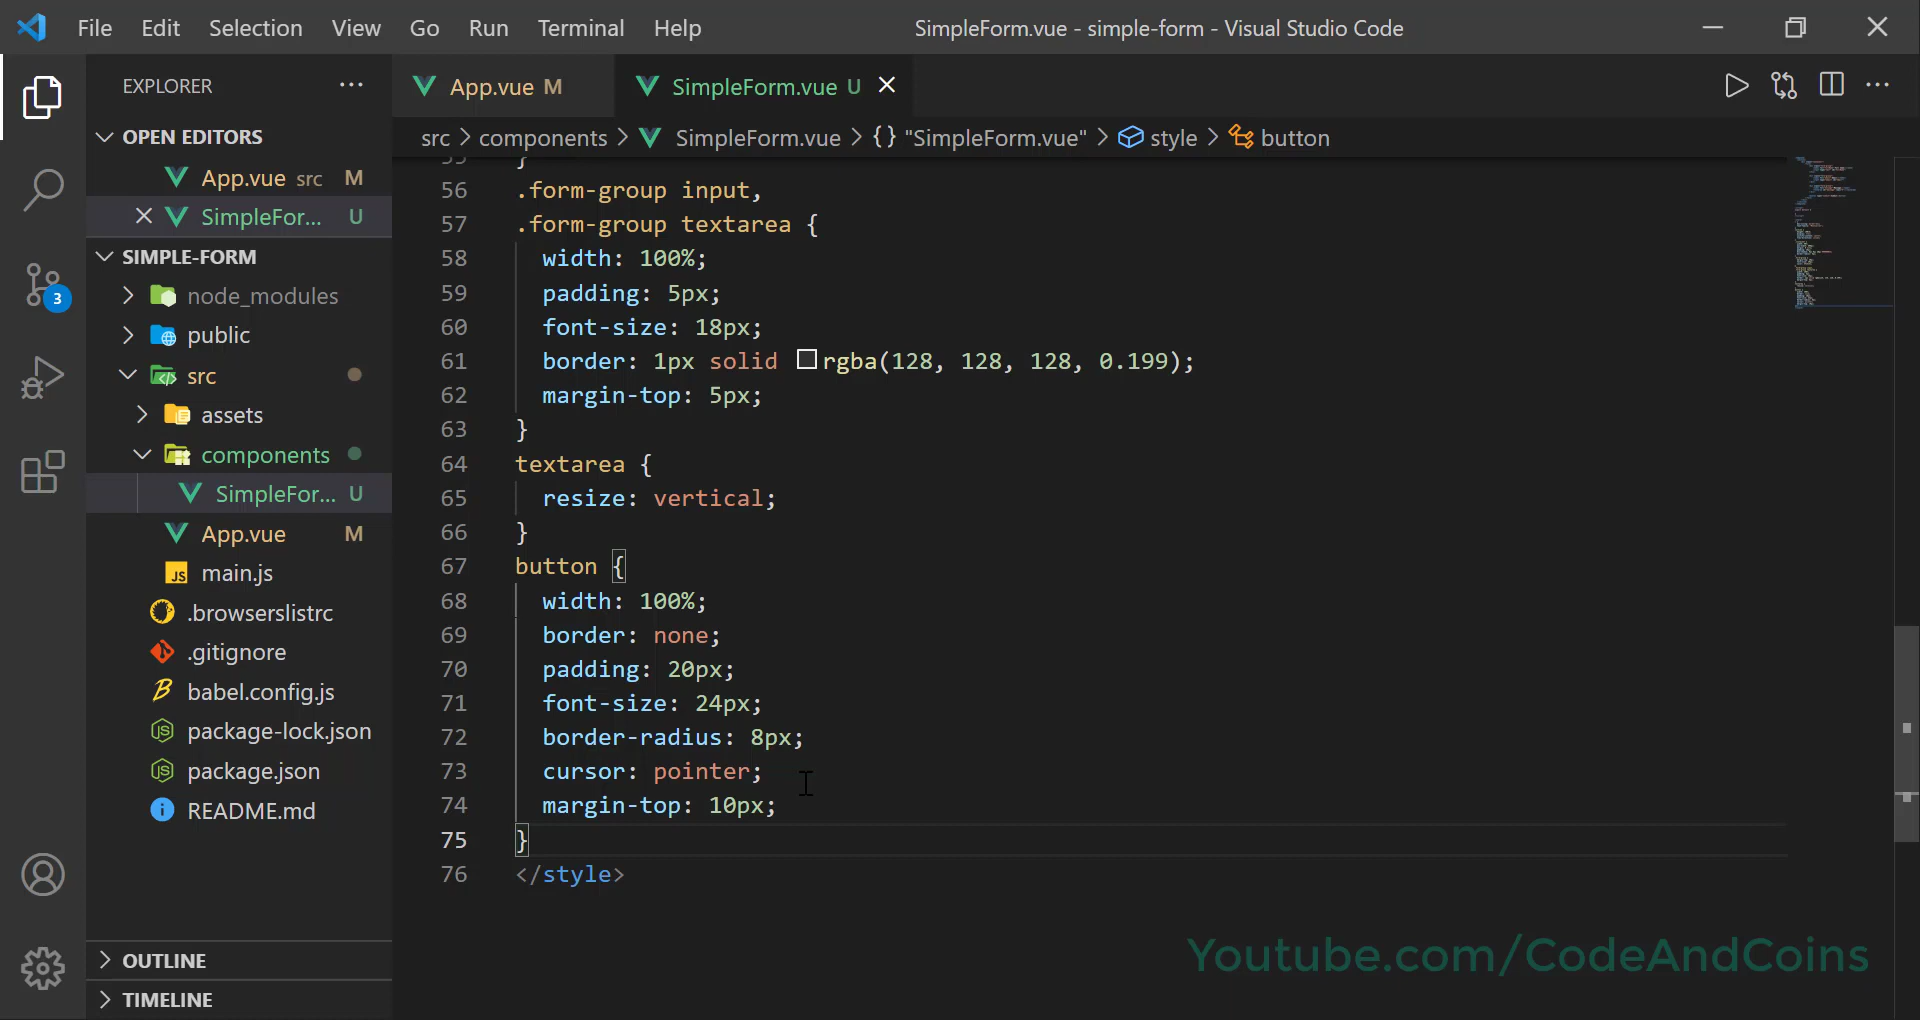 File Edit Selection View Go Run Terminal Help
SimpleForm.vue - simple-form - Visual Studio Code
EXPLORER
OPEN EDITORS
App.vue src M
SimpleFor... U
SIMPLE-FORM
node_modules
public
src
assets
components
SimpleFor... U
App.vue M
main.js
.browserslistrc
.gitignore
babel.config.js
package-lock.json
package.json
README.md
OUTLINE
TIMELINE
3
App.vue M
SimpleForm.vue U
src > components > SimpleForm.vue > {} "SimpleForm.vue" > style > button
55 }
56 .form-group input,
57 .form-group textarea {
58 width: 100%;
59 padding: 5px;
60 font-size: 18px;
61 border: 1px solid rgba(128, 128, 128, 0.199);
62 margin-top: 5px;
63 }
64 textarea {
65 resize: vertical;
66 }
67 button {
68 width: 100%;
69 border: none;
70 padding: 20px;
71 font-size: 24px;
72 border-radius: 8px;
73 cursor: pointer;
74 margin-top: 10px;
75 }
76 </style>
Youtube.com/CodeAndCoins